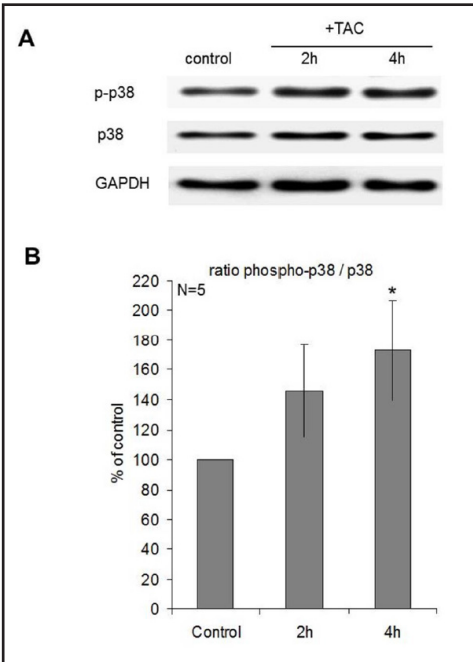 A
+TAC
control 2h 4h
p-p38
p38
GAPDH
B
ratio phospho-p38 / p38
N=5
*
% of control
220
200
180
160
140
120
100
80
60
40
20
0
Control 2h 4h